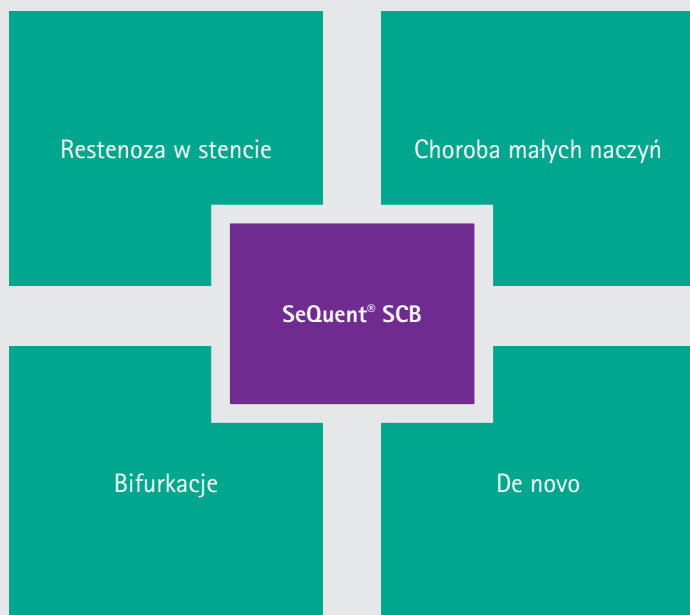 Restenoza w stencie
Choroba małych naczyń
SeQuent® SCB
Bifurkacje
De novo